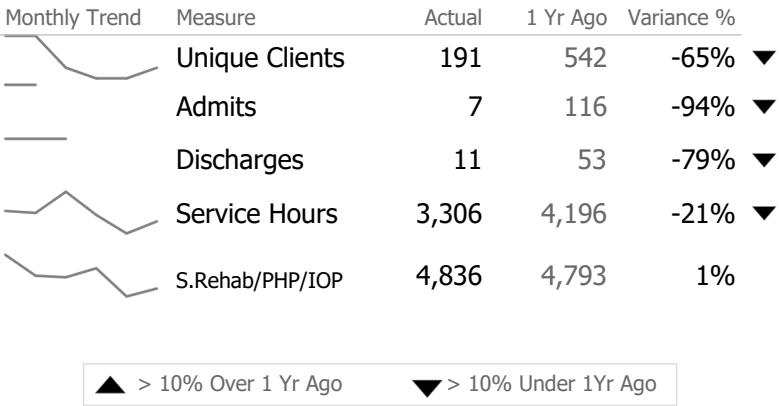 Monthly Trend Measure Actual 1 Yr Ago Variance %
Unique Clients 191 542 -65% ▼
Admits 7 116 -94% ▼
Discharges 11 53 -79% ▼
Service Hours 3,306 4,196 -21% ▼
S.Rehab/PHP/IOP 4,836 4,793 1%
▲ > 10% Over 1 Yr Ago ▼ > 10% Under 1Yr Ago